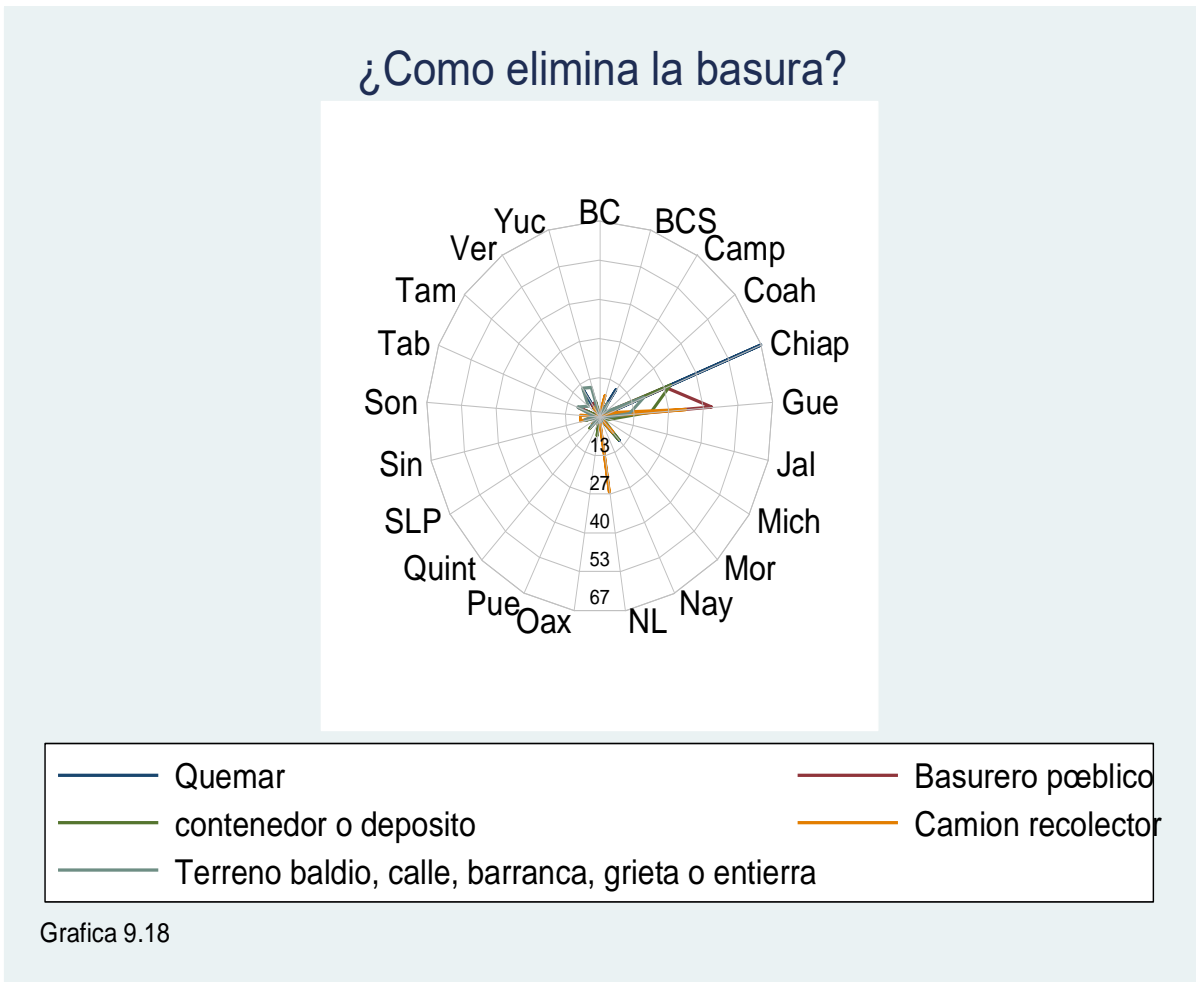 ¿Como elimina la basura?
BC
BCS
Camp
Coah
Chiap
Gue
Jal
Mich
Mor
Nay
NL
Oax
Pue
Quint
SLP
Sin
Son
Tab
Tam
Ver
Yuc
13
27
40
53
67
Quemar
Basurero pœblico
contenedor o deposito
Camion recolector
Terreno baldio, calle, barranca, grieta o entierra
Grafica 9.18